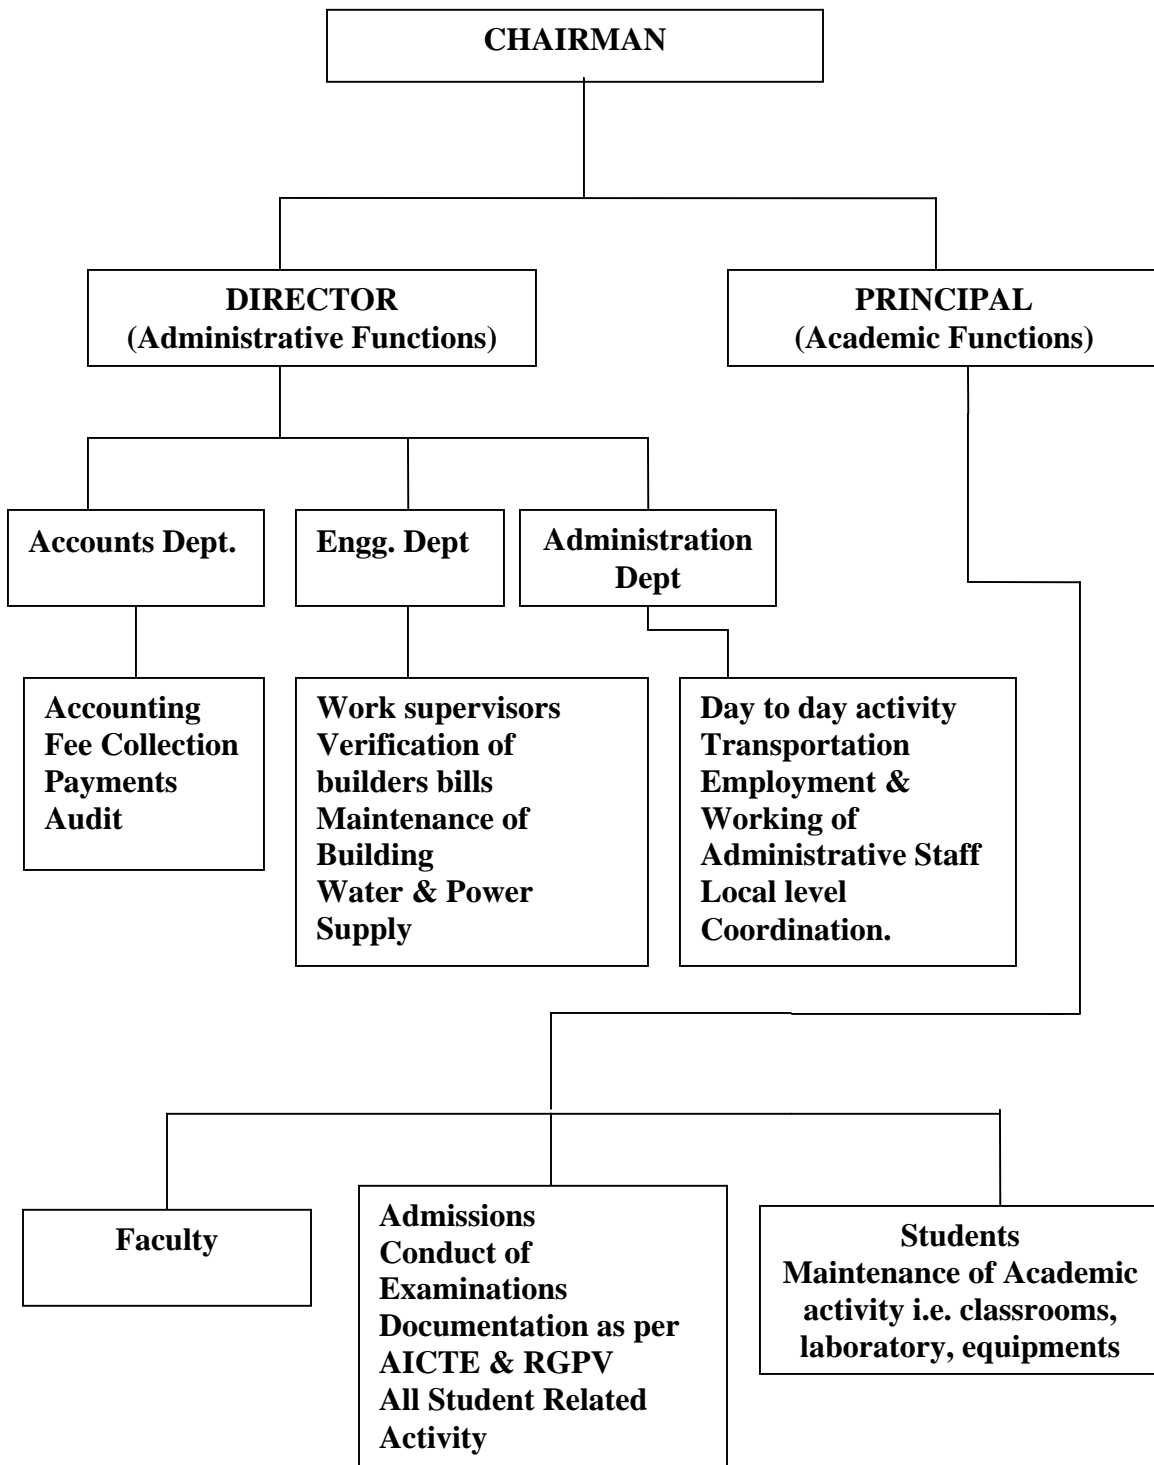 CHAIRMAN
DIRECTOR
(Administrative Functions)
PRINCIPAL
(Academic Functions)
Accounts Dept.
Engg. Dept
Administration
Dept
Accounting
Fee Collection
Payments
Audit
Work supervisors
Verification of
builders bills
Maintenance of
Building
Water & Power
Supply
Day to day activity
Transportation
Employment &
Working of
Administrative Staff
Local level
Coordination.
Faculty
Admissions
Conduct of
Examinations
Documentation as per
AICTE & RGPV
All Student Related
Activity
Students
Maintenance of Academic
activity i.e. classrooms,
laboratory, equipments